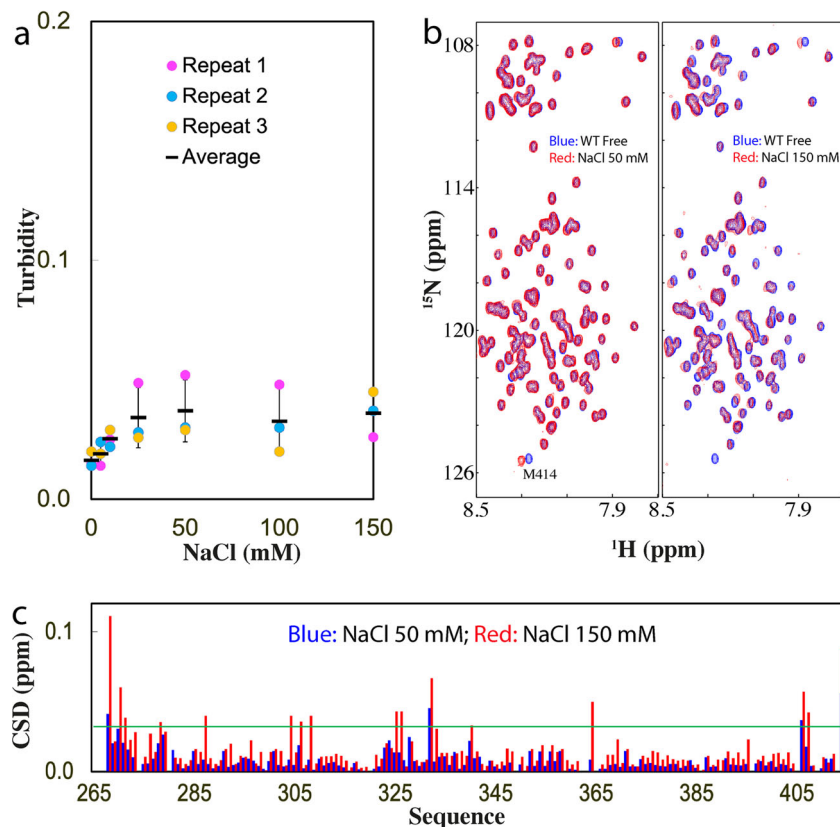 a
0.2
Repeat 1
Repeat 2
Repeat 3
Average
Turbidity
0.1
0.0
0
50
100
150
NaCl (mM)
b
108
Blue: WT Free
Red: NaCl 50 mM
Blue: WT Free
Red: NaCl 150 mM
114
¹⁵N (ppm)
120
126
M414
8.5
7.9
8.5
7.9
¹H (ppm)
c
0.1
Blue: NaCl 50 mM; Red: NaCl 150 mM
CSD (ppm)
0.0
265
285
305
325
345
365
385
405
Sequence